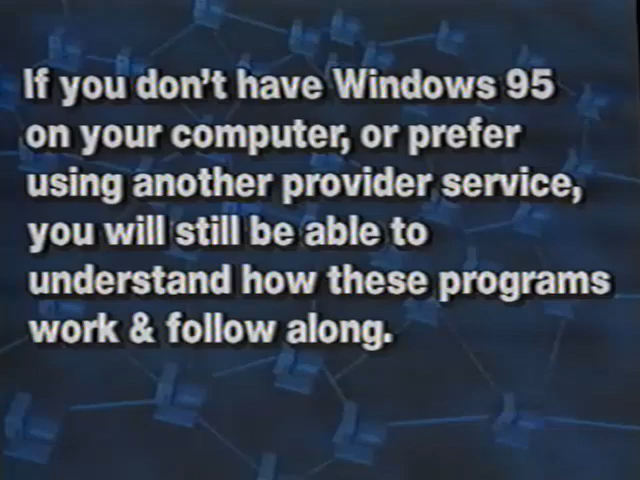 If you don't have Windows 95
on your computer, or prefer
using another provider service,
you will still be able to
understand how these programs
work & follow along.